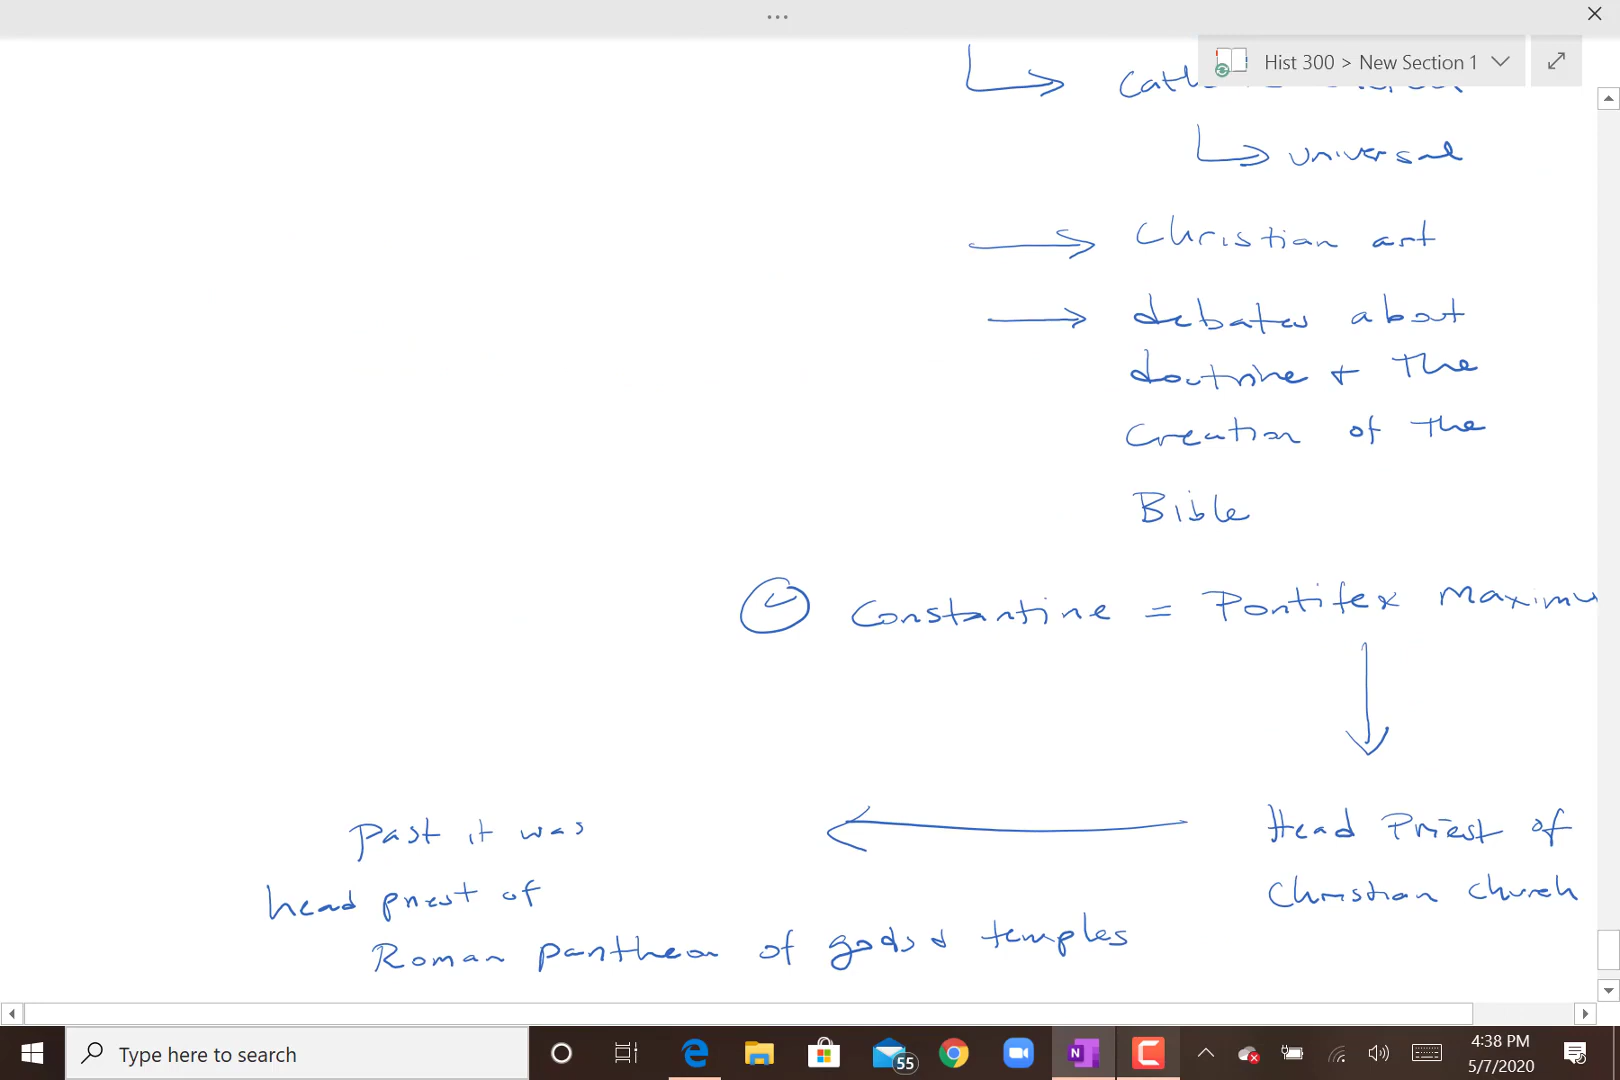 Hist 300 > New Section 1
universal
Christian art
debates about
doctrine + the
creation of the
Bible
Constantine = Pontifex Maximu
Head Priest of
Christian church
Past it was
head priest of
Roman pantheon of gods & temples
Type here to search
55
N
4:38 PM
5/7/2020